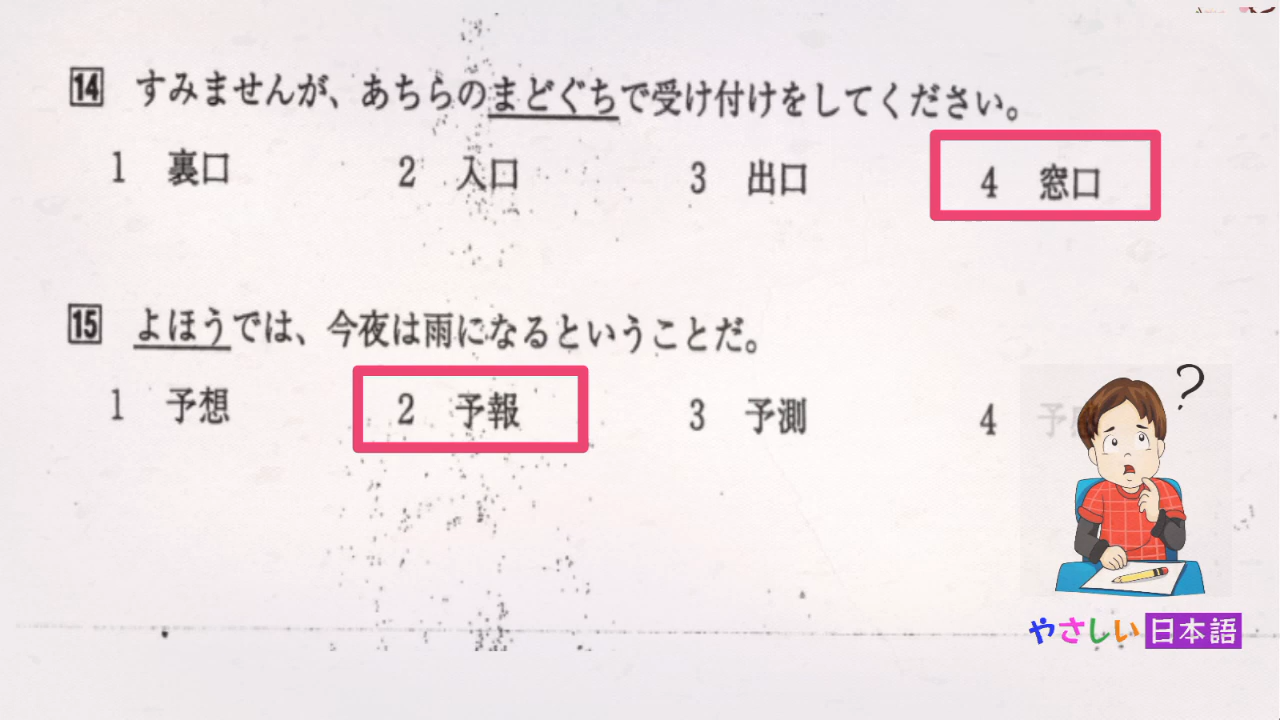 14 すみませんが、あちらのまどぐちで受け付けをしてください。
1 裏口 2 入口 3 出口 4 窓口
15 よほうでは、今夜は雨になるということだ。
1 予想 2 予報 3 予測 4
?
やさしい日本語